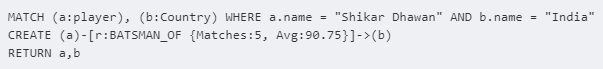 MATCH (a:player), (b:Country) WHERE a.name = "Shikar Dhawan" AND b.name = "India"
CREATE (a)-[r:BATSMAN_OF {Matches:5, Avg:90.75}]->(b)
RETURN a,b